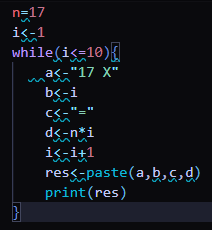 n=17
i<-1
while(i<=10){
  a<-"17 X"
  b<-i
  c<-"="
  d<-n*i
  i<-i+1
  res<-paste(a,b,c,d)
  print(res)
}